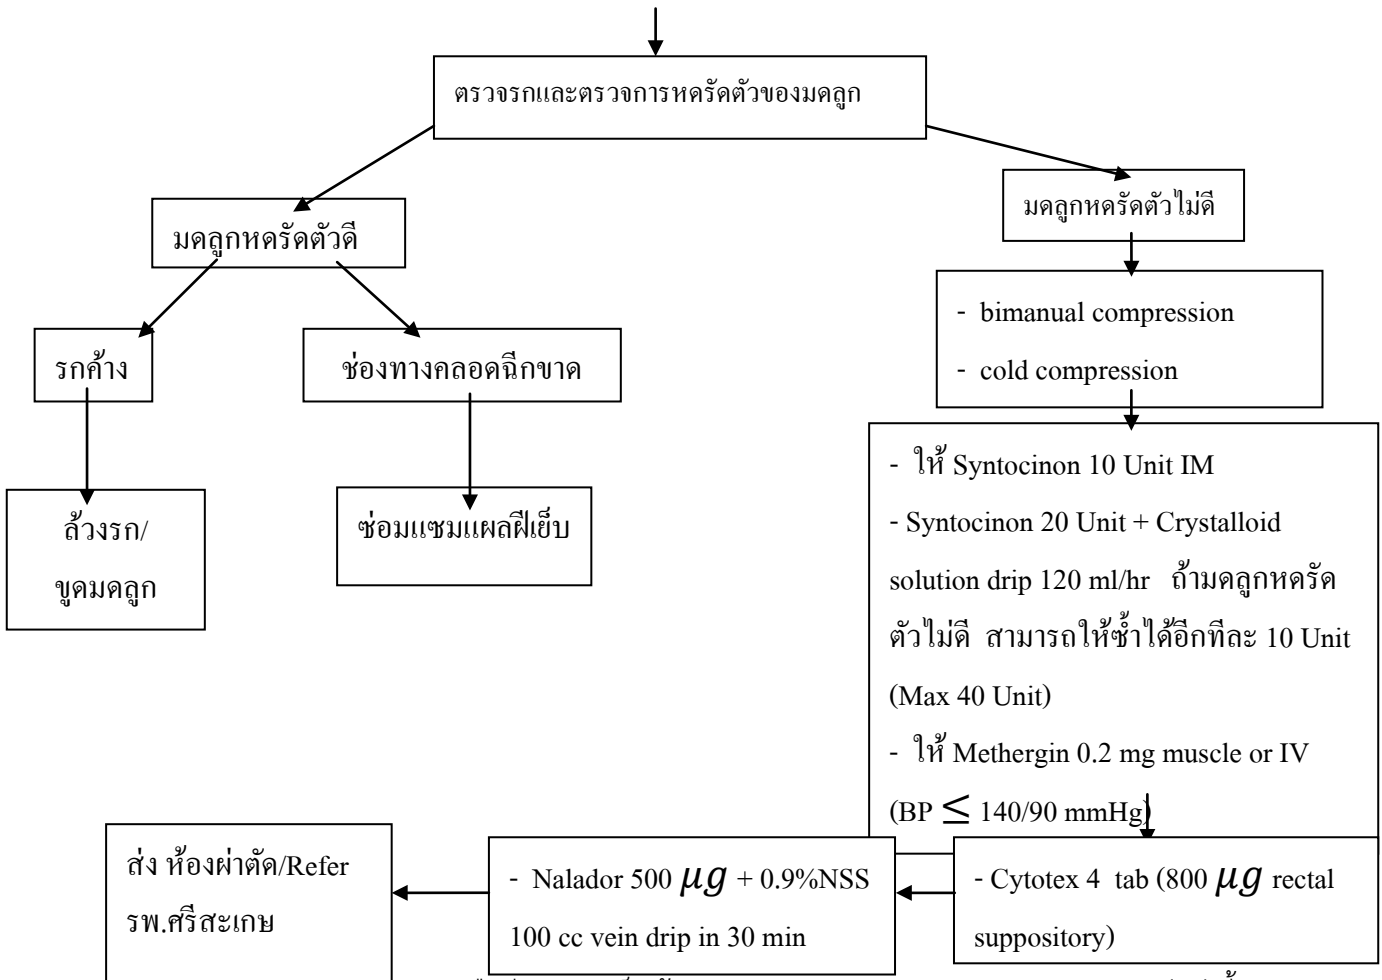 ตรวจรกและตรวจการหดรัดตัวของมดลูก
มดลูกหดรัดตัวดี
มดลูกหดรัดตัวไม่ดี
- bimanual compression
- cold compression
รกค้าง
ช่องทางคลอดฉีกขาด
ล้วงรก/
ขูดมดลูก
ซ่อมแซมแผลฝีเย็บ
- ให้ Syntocinon 10 Unit IM
- Syntocinon 20 Unit + Crystalloid
solution drip 120 ml/hr ถ้ามดลูกหดรัด
ตัวไม่ดี สามารถให้ซ้ำได้อีกทีละ 10 Unit
(Max 40 Unit)
- ให้ Methergin 0.2 mg muscle or IV
(BP ≤ 140/90 mmHg)
- Cytotex 4 tab (800 μg rectal
suppository)
- Nalador 500 μg + 0.9%NSS
100 cc vein drip in 30 min
ส่ง ห้องผ่าตัด/Refer
รพ.ศรีสะเกษ